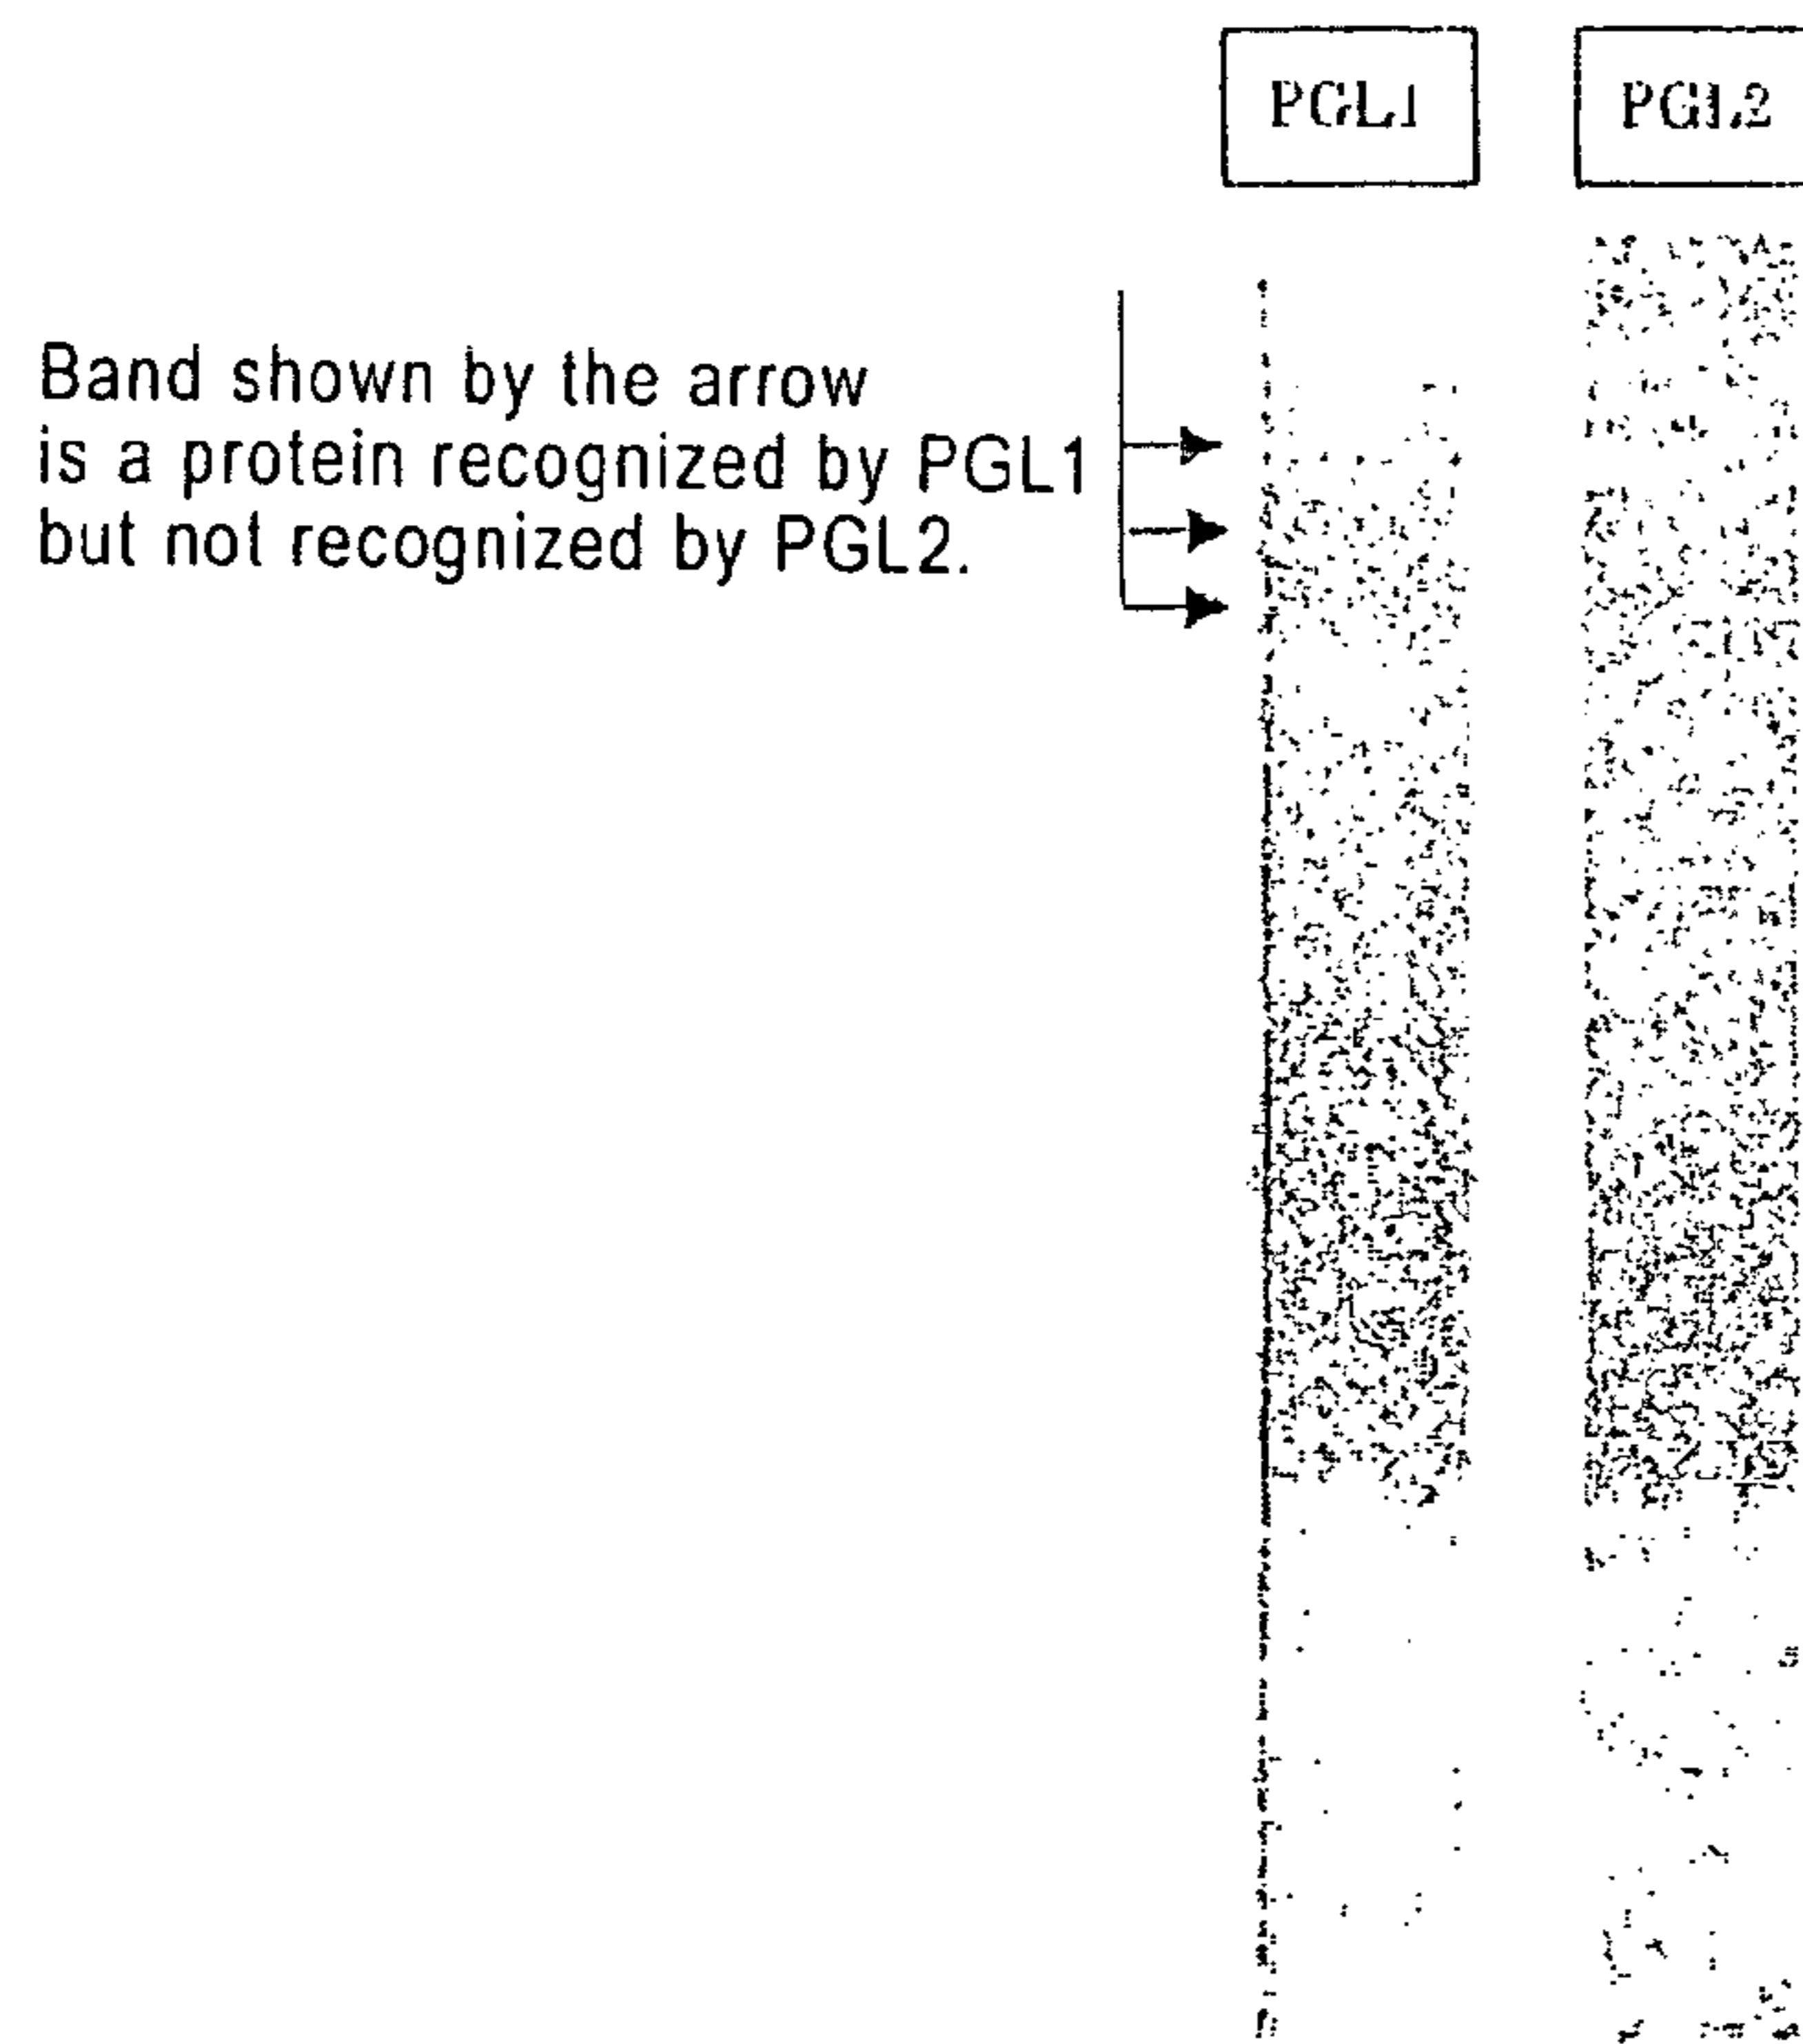 PGL1 PGL2
Band shown by the arrow
is a protein recognized by PGL1
but not recognized by PGL2.